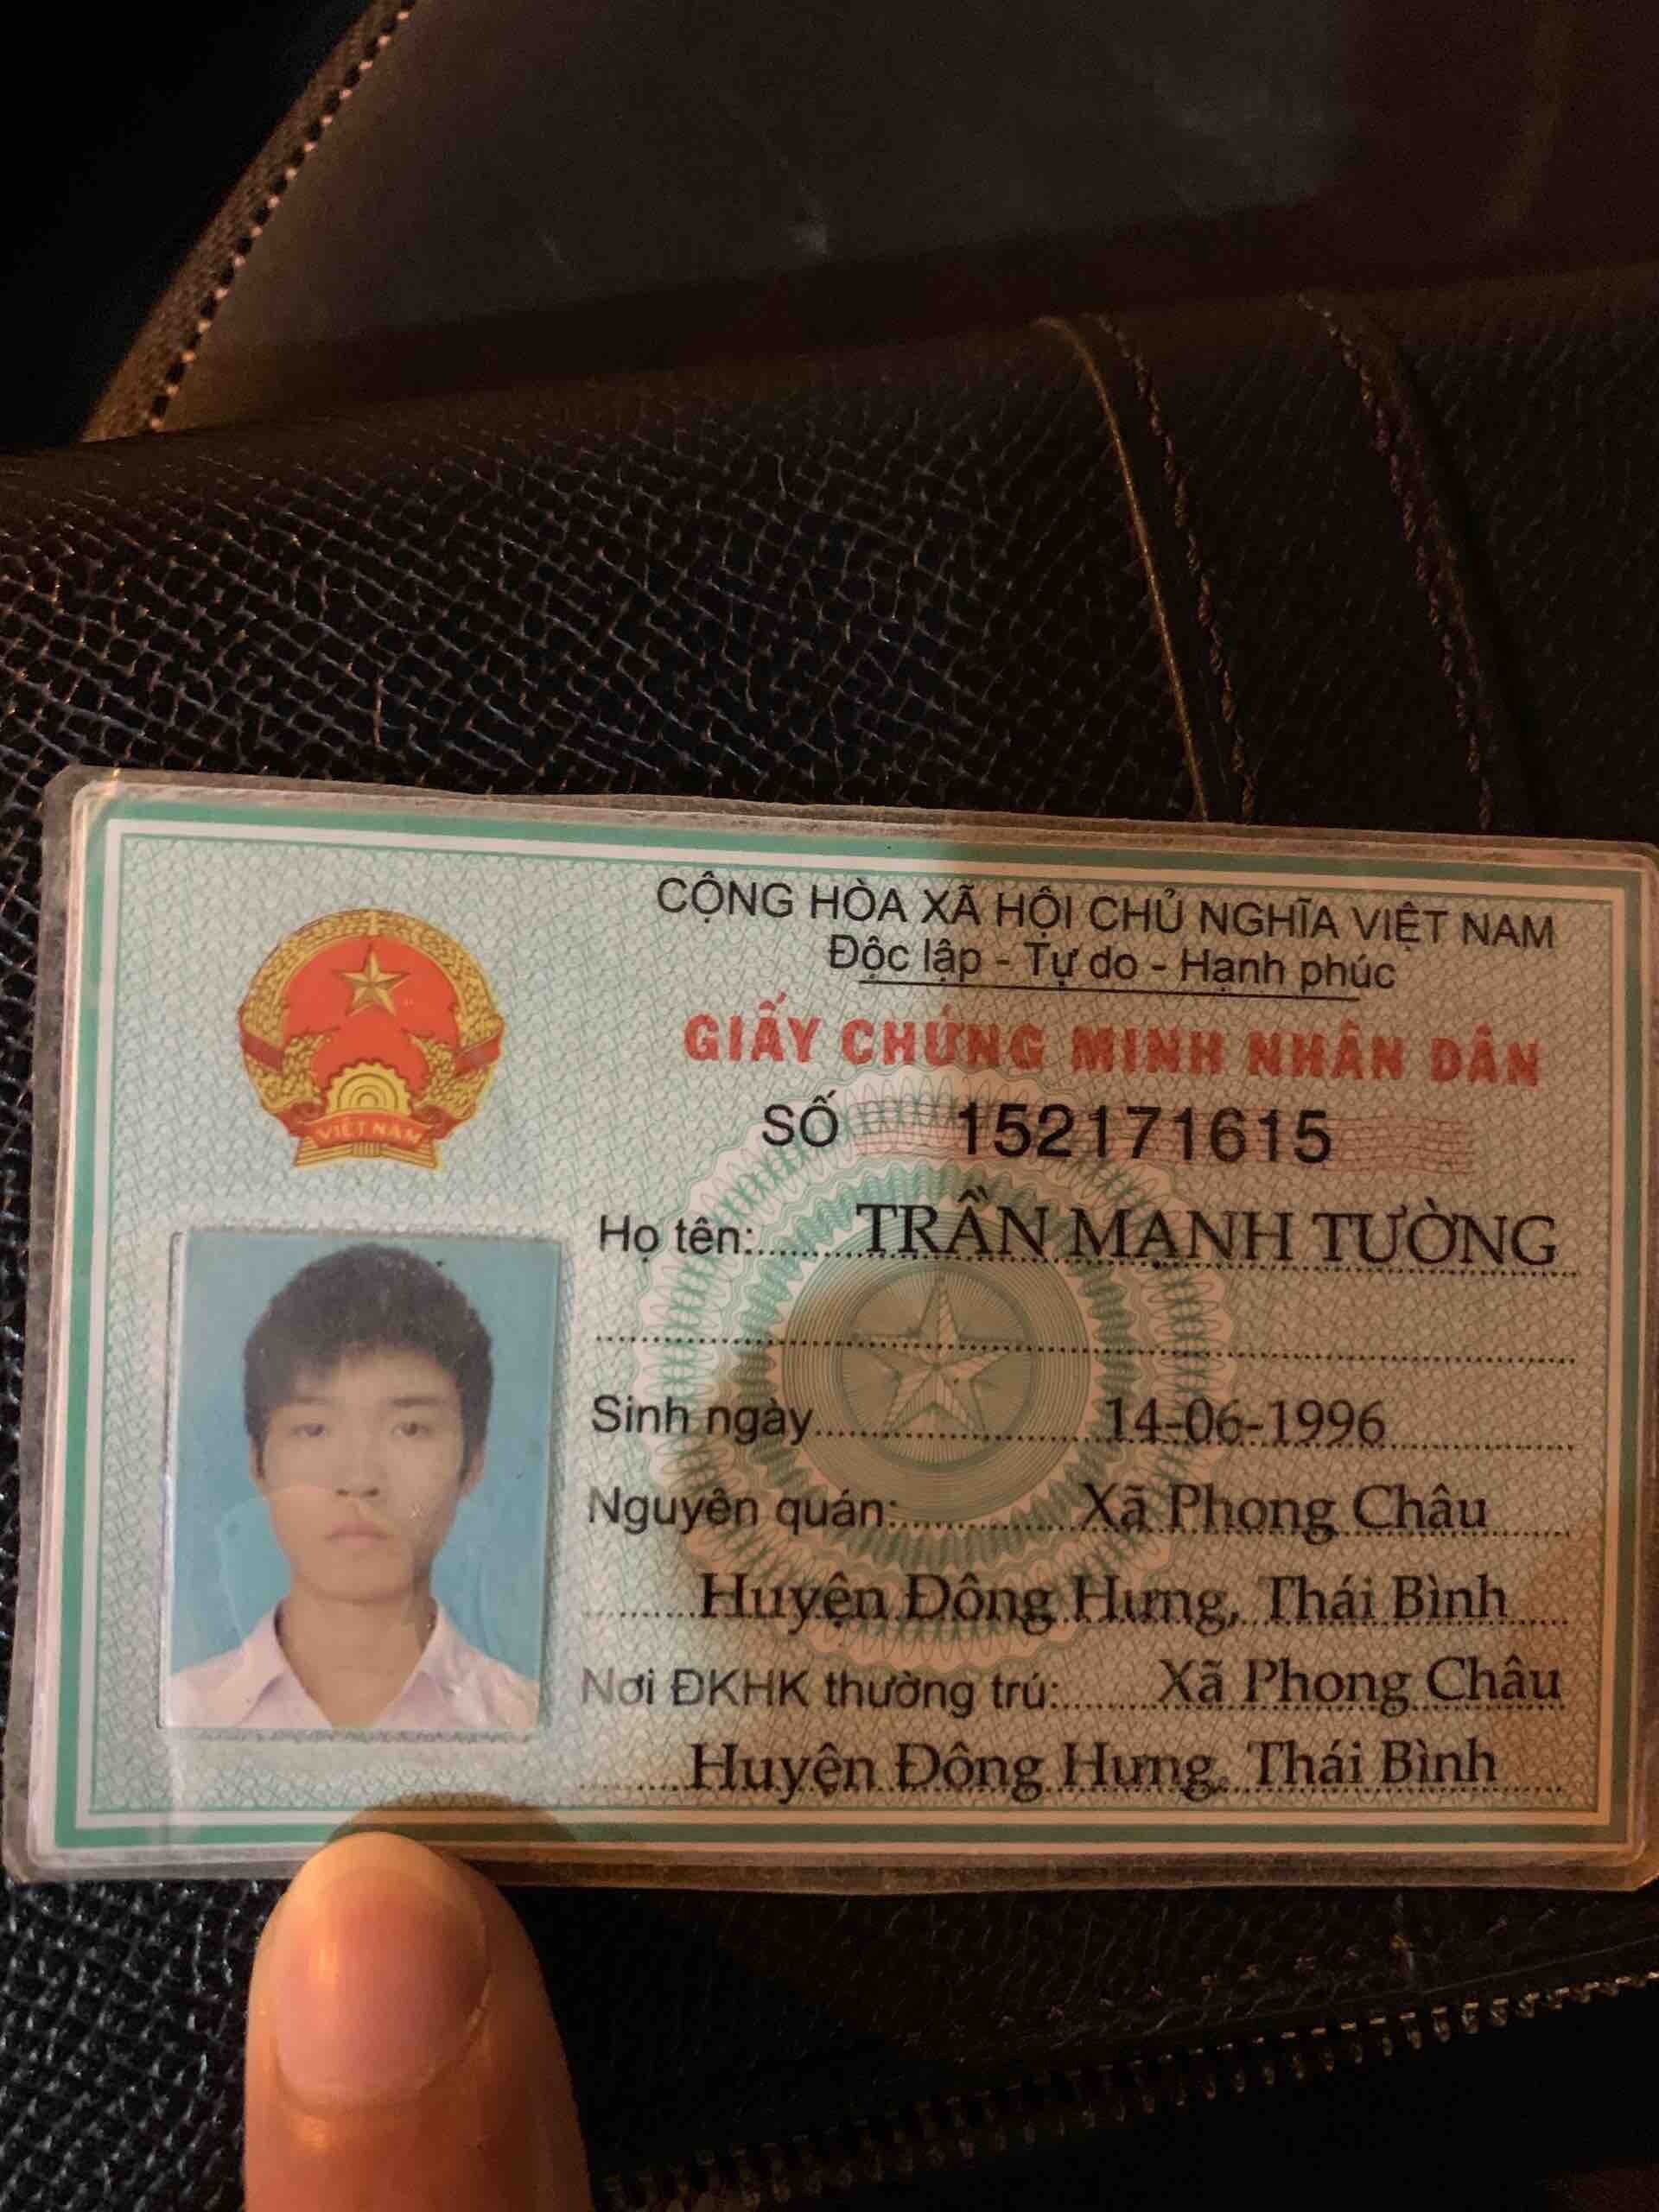 CỘNG HÒA XÃ HỘI CHỦ NGHĨA VIỆT NAM
Độc lập - Tự do - Hạnh phúc
GIẤY CHỨNG MINH NHÂN DÂN
SỐ 152171615
Họ tên: TRẦN MẠNH TƯỜNG
Sinh ngày 14-06-1996
Nguyên quán: Xã Phong Châu
Huyện Đông Hưng, Thái Bình
Nơi ĐKHK thường trú: Xã Phong Châu
Huyện Đông Hưng, Thái Bình
VIỆT NAM